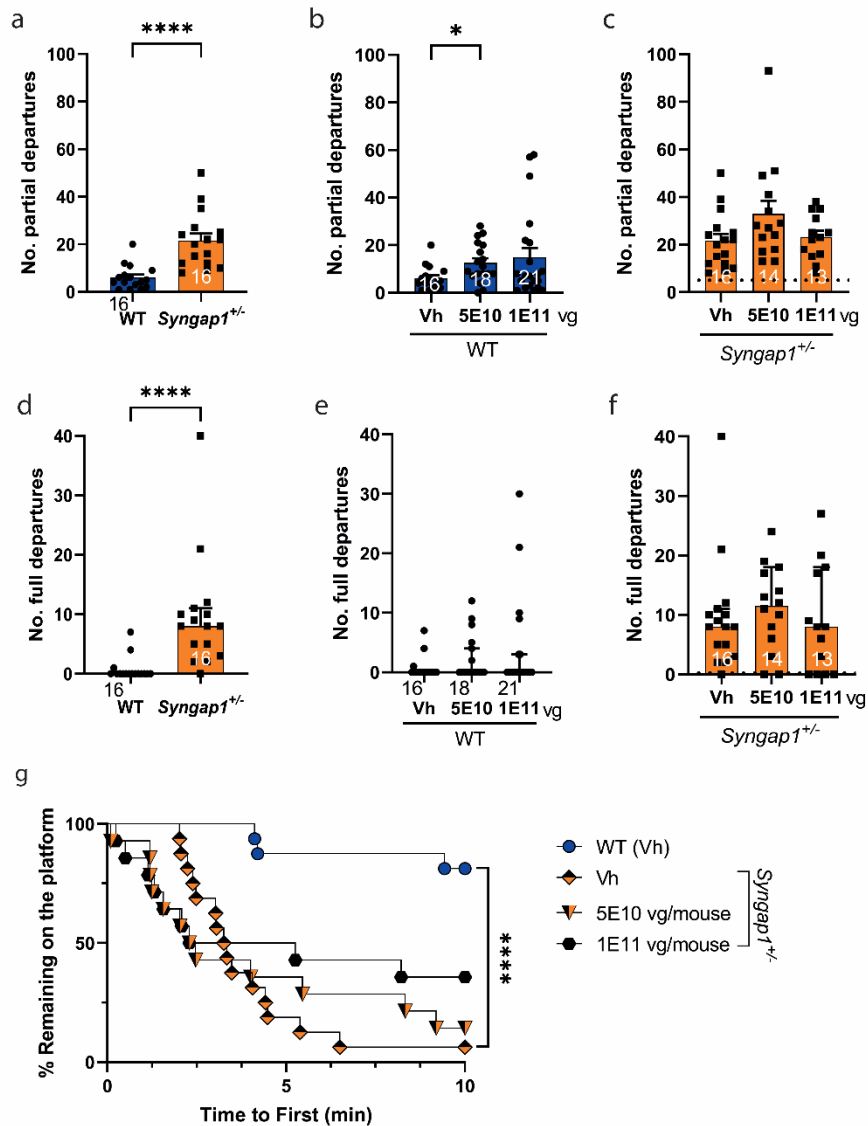 a
****
No. partial departures
100
80
60
40
20
0
16
16
WT
Syngap1+/-
b
*
No. partial departures
100
80
60
40
20
0
16
18
21
Vh 5E10 1E11 vg
WT
c
No. partial departures
100
80
60
40
20
0
16
14
13
Vh 5E10 1E11 vg
Syngap1+/-
d
****
No. full departures
40
30
20
10
0
16
16
WT
Syngap1+/-
e
No. full departures
40
30
20
10
0
16
18
21
Vh 5E10 1E11 vg
WT
f
No. full departures
40
30
20
10
0
16
14
13
Vh 5E10 1E11 vg
Syngap1+/-
g
% Remaining on the platform
100
50
0
0
5
10
Time to First (min)
****
WT (Vh)
Vh
5E10 vg/mouse
1E11 vg/mouse
Syngap1+/-